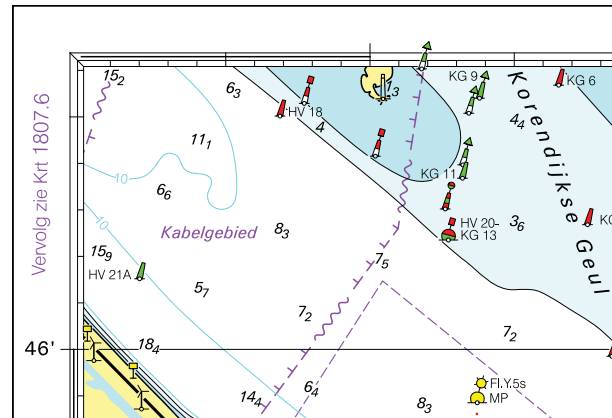 Vervolg zie Krt 1807.6
15₂
6₃
KG 9
KG 6
1₃
HV 18
4
4₄
11₁
Korendijkse Geul
6₆
KG 11
Kabelgebied
8₃
HV 20-
KG 13
3₆
15₉
HV 21A
7₅
5₇
7₂
7₂
46'
18₄
6₄
14₄
8₃
Fl.Y.5s
MP